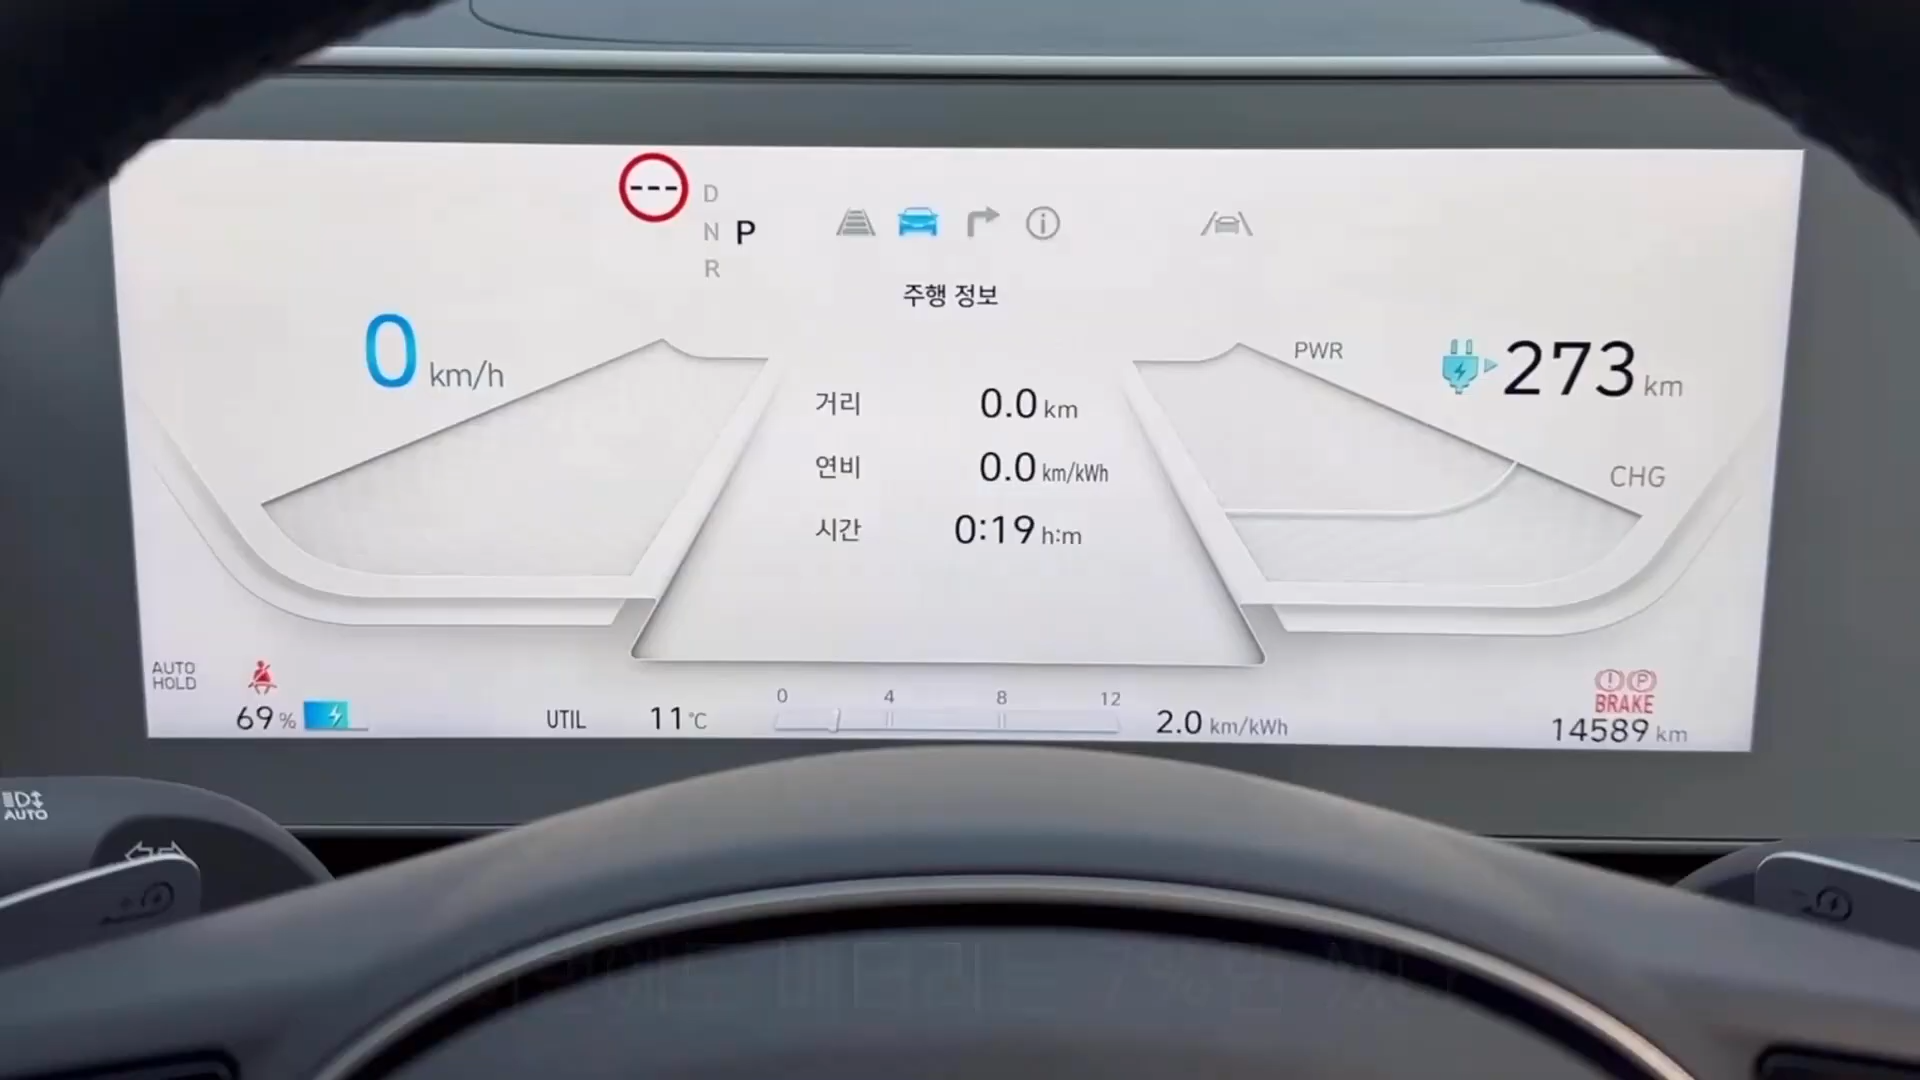 ---
D
N P
R
주행 정보
0 km/h
PWR
273 km
거리 0.0 km
연비 0.0 km/kWh
CHG
시간 0:19 h:m
AUTO HOLD
BRAKE
69 % UTIL 11 °C
0 4 8 12
2.0 km/kWh
14589 km
AUTO